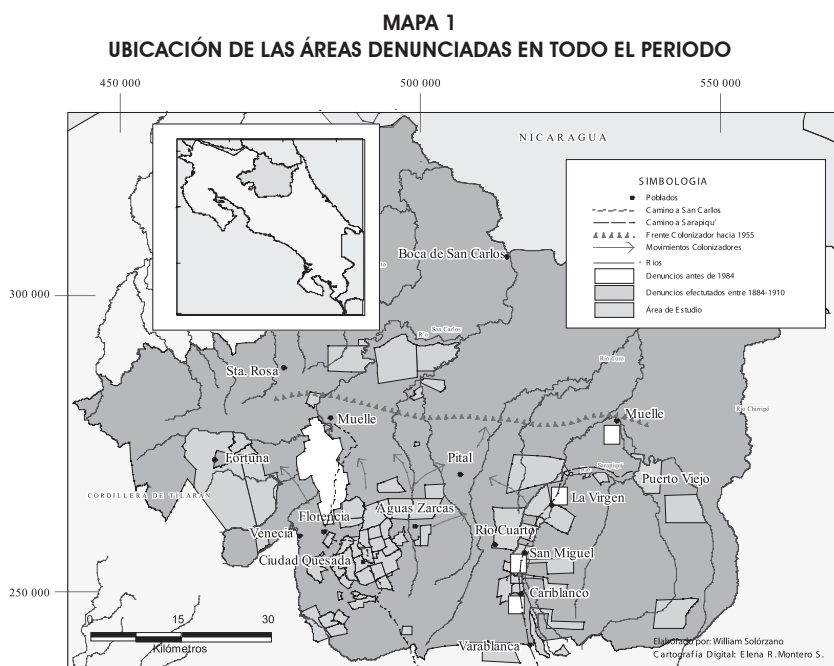 MAPA 1
UBICACIÓN DE LAS ÁREAS DENUNCIADAS EN TODO EL PERIODO
450 000
500 000
550 000
NICARAGUA
SIMBOLOGIA
Poblados
Camino a San Carlos
Camino a Sarapiqu'
Frente Colonizador hacia 1955
Movimientos Colonizadores
Rios
Denuncios antes de 1984
Denuncios efectutados entre 1884-1910
Área de Estudio
Boca de San Carlos
300 000
San Carlos
Río Toro
Sta. Rosa
Muelle
Muelle
Río Chirripó
Fortuna
Pital
Sarapiquí
Puerto Viejo
CORDILLERA DE TILARÁN
La Virgen
Aguas Zarcas
Florencia
Venecia
Río Cuarto
Ciudad Quesada
San Miguel
250 000
Cariblanco
0 15 30
Kilómetros
Varablanca
Elaborado por: William Solórzano
Cartografía Digital: Elena R. Montero S.